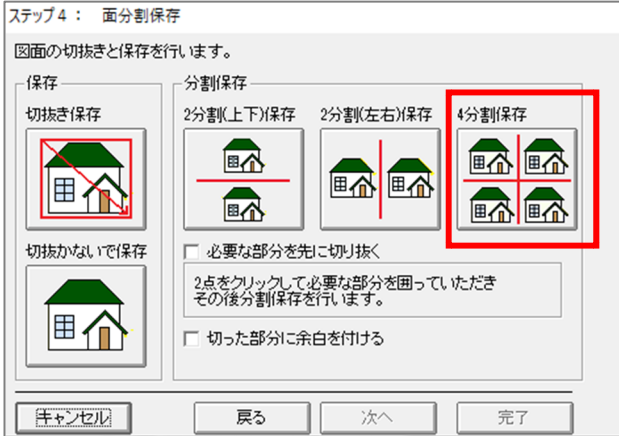 ステップ4： 面分割保存
図面の切抜きと保存を行います。
保存
切抜き保存
切抜かないで保存
分割保存
2分割(上下)保存
2分割(左右)保存
4分割保存
必要な部分を先に切り抜く
2点をクリックして必要な部分を囲っていただき
その後分割保存を行います。
切った部分に余白を付ける
キャンセル
戻る
次へ
完了